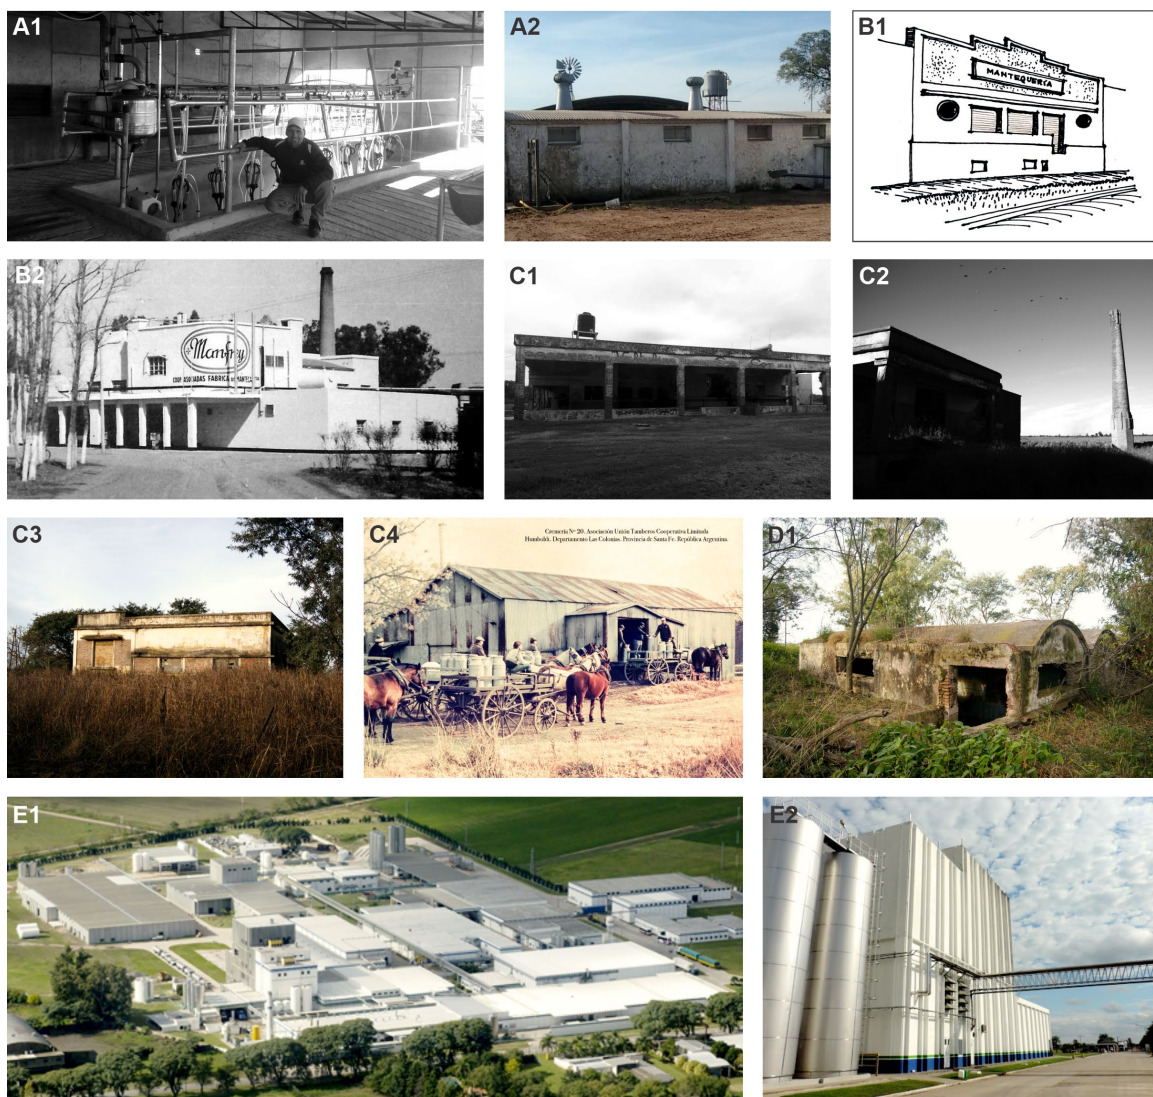 A1
A2
B1
MANTEQUERÍA
B2
Manfrey
COOP. ASOCIADAS FABRICA DE MANTECA
C1
C2
C3
C4
Cremería Nº 20. Asociación Unión Tamberos Cooperativa Limitada
Humboldt. Departamento Las Colonias. Provincia de Santa Fe. República Argentina.
D1
E1
E2